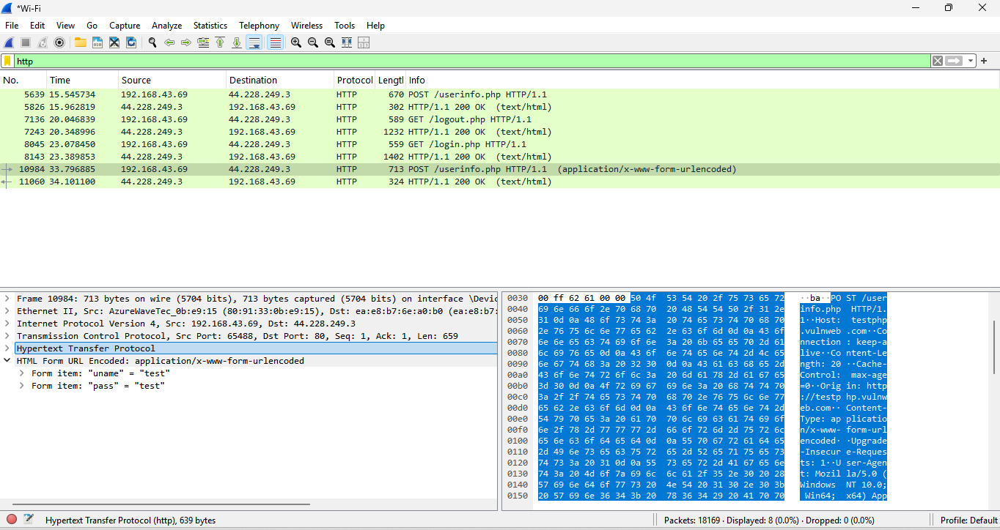 *Wi-Fi
File Edit View Go Capture Analyze Statistics Telephony Wireless Tools Help
http
No. Time Source Destination Protocol Lengtl Info
5639 15.545734 192.168.43.69 44.228.249.3 HTTP 670 POST /userinfo.php HTTP/1.1
5826 15.962819 44.228.249.3 192.168.43.69 HTTP 302 HTTP/1.1 200 OK (text/html)
7136 20.046839 192.168.43.69 44.228.249.3 HTTP 589 GET /logout.php HTTP/1.1
7243 20.348996 44.228.249.3 192.168.43.69 HTTP 1232 HTTP/1.1 200 OK (text/html)
8045 23.078450 192.168.43.69 44.228.249.3 HTTP 559 GET /login.php HTTP/1.1
8143 23.389853 44.228.249.3 192.168.43.69 HTTP 1402 HTTP/1.1 200 OK (text/html)
10984 33.796885 192.168.43.69 44.228.249.3 HTTP 713 POST /userinfo.php HTTP/1.1 (application/x-www-form-urlencoded)
11060 34.101100 44.228.249.3 192.168.43.69 HTTP 324 HTTP/1.1 200 OK (text/html)
Frame 10984: 713 bytes on wire (5704 bits), 713 bytes captured (5704 bits) on interface \Devic
Ethernet II, Src: AzureWaveTec_0b:e9:15 (80:91:33:0b:e9:15), Dst: ea:e8:b7:6e:a0:b0 (ea:e8:b7:
Internet Protocol Version 4, Src: 192.168.43.69, Dst: 44.228.249.3
Transmission Control Protocol, Src Port: 65488, Dst Port: 80, Seq: 1, Ack: 1, Len: 659
Hypertext Transfer Protocol
HTML Form URL Encoded: application/x-www-form-urlencoded
Form item: "uname" = "test"
Form item: "pass" = "test"
0030 00 ff 62 61 00 00 50 4f 53 54 20 2f 75 73 65 72 ··ba··PO ST /user
0040 69 6e 66 6f 2e 70 68 70 20 48 54 54 50 2f 31 2e info.php HTTP/1.
0050 31 0d 0a 48 6f 73 74 3a 20 74 65 73 74 70 68 70 1··Host: testphp
0060 2e 76 75 6c 6e 77 65 62 2e 63 6f 6d 0d 0a 43 6f .vulnweb .com··Co
0070 6e 6e 65 63 74 69 6f 6e 3a 20 6b 65 65 70 2d 61 nnection : keep-a
0080 6c 69 76 65 0d 0a 43 6f 6e 74 65 6e 74 2d 4c 65 live··Co ntent-Le
0090 6e 67 74 68 3a 20 32 30 0d 0a 43 61 63 68 65 2d ngth: 20 ··Cache-
00a0 43 6f 6e 74 72 6f 6c 3a 20 6d 61 78 2d 61 67 65 Control: max-age
00b0 3d 30 0d 0a 4f 72 69 67 69 6e 3a 20 68 74 74 70 =0··Orig in: http
00c0 3a 2f 2f 74 65 73 74 70 68 70 2e 76 75 6c 6e 77 ://testp hp.vulnw
00d0 65 62 2e 63 6f 6d 0d 0a 43 6f 6e 74 65 6e 74 2d eb.com·· Content-
00e0 54 79 70 65 3a 20 61 70 70 6c 69 63 61 74 69 6f Type: ap plicatio
00f0 6e 2f 78 2d 77 77 77 2d 66 6f 72 6d 2d 75 72 6c n/x-www- form-url
0100 65 6e 63 6f 64 65 64 0d 0a 55 70 67 72 61 64 65 encoded· ·Upgrade
0110 2d 49 6e 73 65 63 75 72 65 2d 52 65 71 75 65 73 -Insecur e-Reques
0120 74 73 3a 20 31 0d 0a 55 73 65 72 2d 41 67 65 6e ts: 1··U ser-Agen
0130 74 3a 20 4d 6f 7a 69 6c 6c 61 2f 35 2e 30 20 28 t: Mozil la/5.0 (
0140 57 69 6e 64 6f 77 73 20 4e 54 20 31 30 2e 30 3b Windows NT 10.0;
0150 20 57 69 6e 36 34 3b 20 78 36 34 29 20 41 70 70 Win64; x64) App
Hypertext Transfer Protocol (http), 639 bytes Packets: 18169 · Displayed: 8 (0.0%) · Dropped: 0 (0.0%) Profile: Default